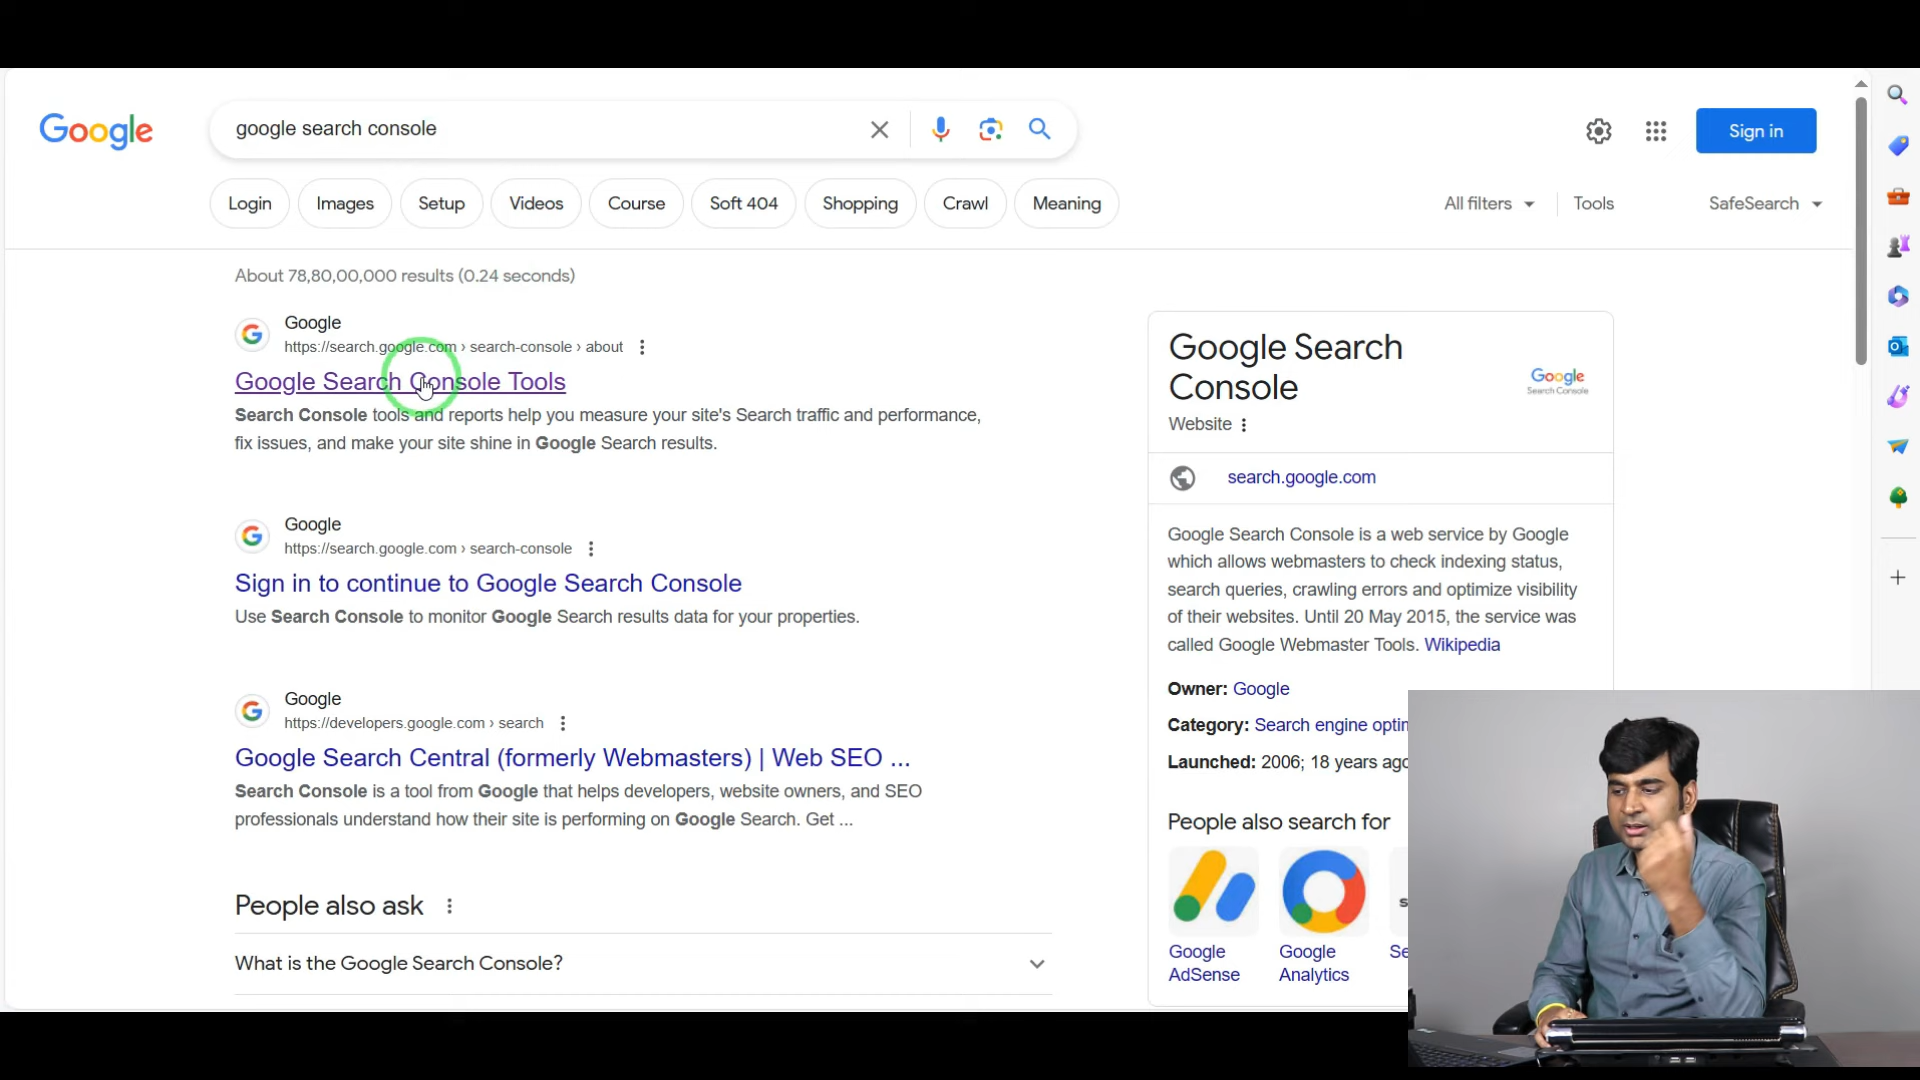 Google
google search console
Sign in
Login
Images
Setup
Videos
Course
Soft 404
Shopping
Crawl
Meaning
All filters
Tools
SafeSearch
About 78,80,00,000 results (0.24 seconds)
Google
https://search.google.com › search-console › about
Google Search Console Tools
Search Console tools and reports help you measure your site's Search traffic and performance,
fix issues, and make your site shine in Google Search results.
Google
https://search.google.com › search-console
Sign in to continue to Google Search Console
Use Search Console to monitor Google Search results data for your properties.
Google
https://developers.google.com › search
Google Search Central (formerly Webmasters) | Web SEO ...
Search Console is a tool from Google that helps developers, website owners, and SEO
professionals understand how their site is performing on Google Search. Get ...
People also ask
What is the Google Search Console?
Google Search
Console
Google
Search Console
Website
search.google.com
Google Search Console is a web service by Google
which allows webmasters to check indexing status,
search queries, crawling errors and optimize visibility
of their websites. Until 20 May 2015, the service was
called Google Webmaster Tools. Wikipedia
Owner: Google
Category: Search engine optim
Launched: 2006; 18 years ago
People also search for
Google
AdSense
Google
Analytics
Se